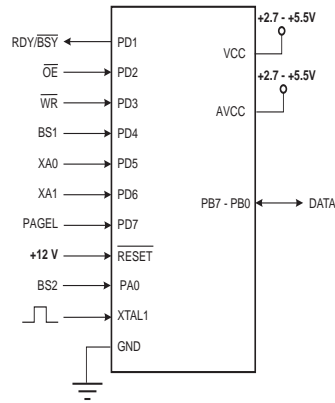 +2.7 - +5.5V
RDY/BSY PD1
VCC
OE PD2
+2.7 - +5.5V
WR PD3
AVCC
BS1 PD4
XA0 PD5
XA1 PD6
PB7 - PB0 DATA
PAGEL PD7
+12 V RESET
BS2 PA0
XTAL1
GND